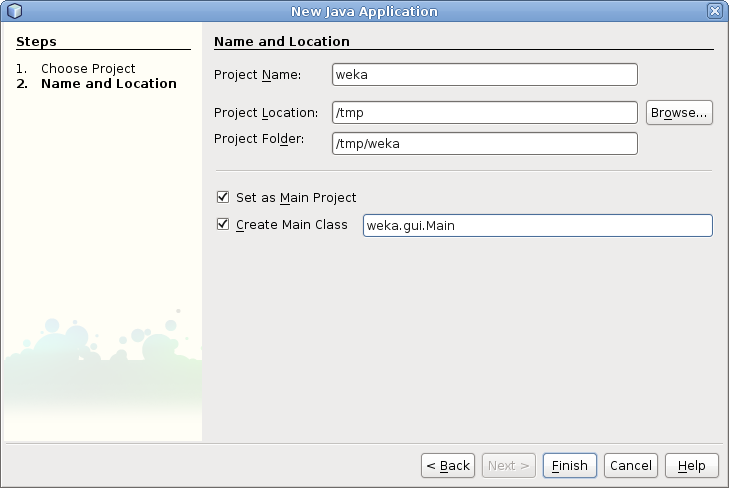 New Java Application
Steps
1. Choose Project
2. Name and Location
Name and Location
Project Name: weka
Project Location: /tmp Browse...
Project Folder: /tmp/weka
Set as Main Project
Create Main Class weka.gui.Main
< Back Next > Finish Cancel Help